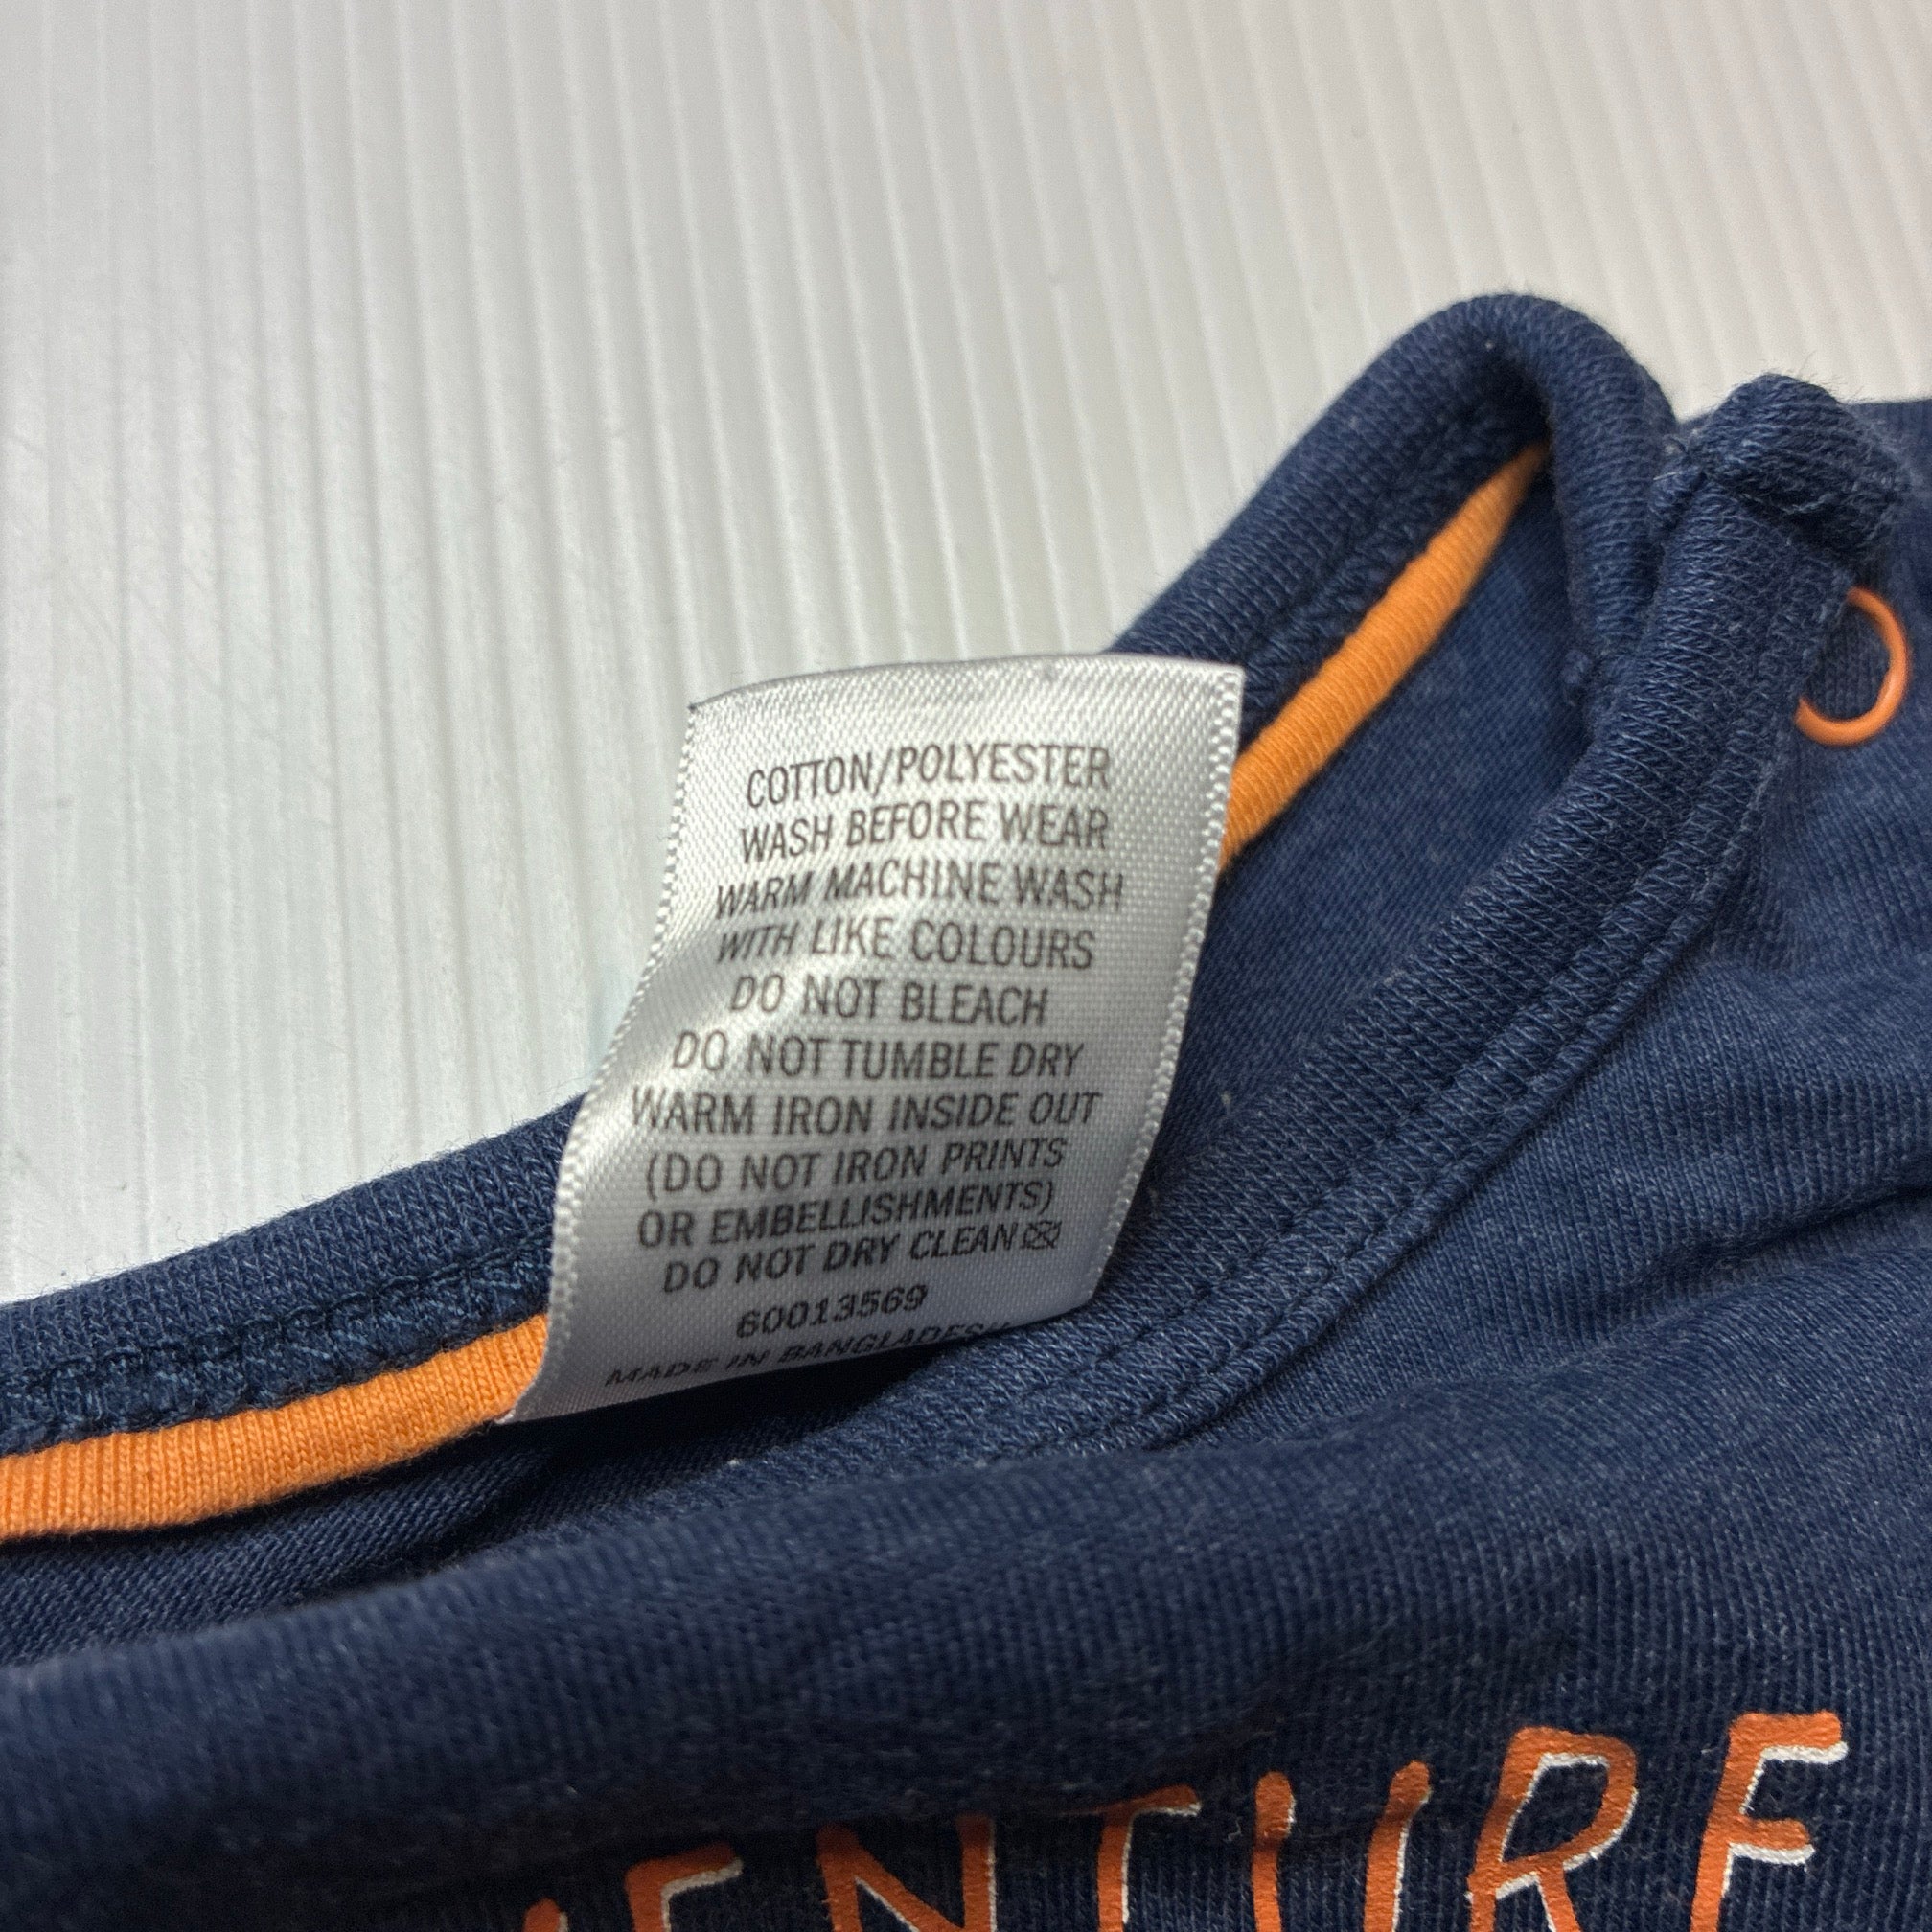 COTTON/POLYESTER
WASH BEFORE WEAR
WARM MACHINE WASH
WITH LIKE COLOURS
DO NOT BLEACH
DO NOT TUMBLE DRY
WARM IRON INSIDE OUT
(DO NOT IRON PRINTS
OR EMBELLISHMENTS)
DO NOT DRY CLEAN
60013569
MADE IN BANGLADESH
VENTURE